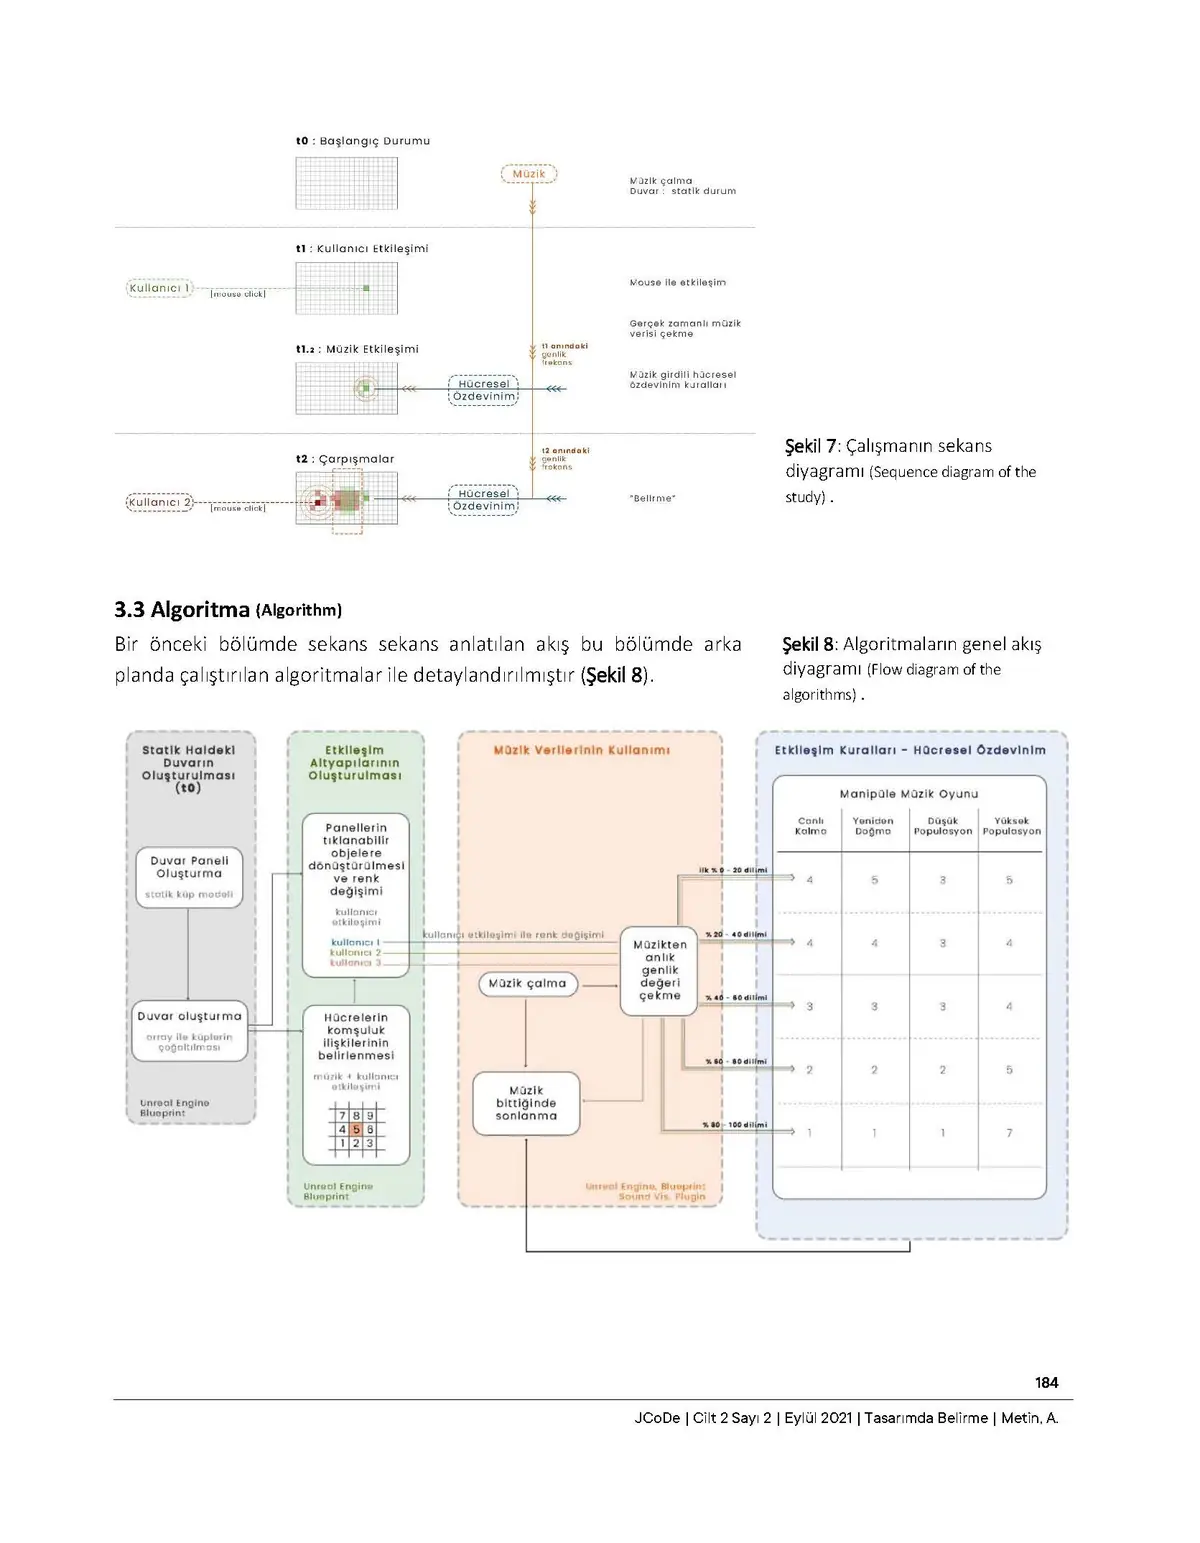 t0 : Başlangıç Durumu
Müzik
Müzik çalma
Duvar : statik durum
t1 : Kullanıcı Etkileşimi
Kullanıcı 1
[mouse click]
Mouse ile etkileşim
Gerçek zamanlı müzik
verisi çekme
t1.2 : Müzik Etkileşimi
t1 anındaki
genlik
frekans
Hücresel
Özdevinim
Müzik girdili hücresel
özdevinim kuralları
t2 : Çarpışmalar
t2 anındaki
genlik
frekans
Kullanıcı 2
[mouse click]
Hücresel
Özdevinim
"Belirme"
Şekil 7: Çalışmanın sekans
diyagramı (Sequence diagram of the
study) .
3.3 Algoritma (Algorithm)
Bir önceki bölümde sekans sekans anlatılan akış bu bölümde arka
planda çalıştırılan algoritmalar ile detaylandırılmıştır (Şekil 8).
Şekil 8: Algoritmaların genel akış
diyagramı (Flow diagram of the
algorithms) .
Statik Haldeki
Duvarın
Oluşturulması
(t0)
Duvar Paneli
Oluşturma
statik küp modeli
Duvar oluşturma
array ile küplerin
çoğaltılması
Unreal Engine
Blueprint
Etkileşim
Altyapılarının
Oluşturulması
Panellerin
tıklanabilir
objelere
dönüştürülmesi
ve renk
değişimi
kullanıcı
etkileşimi
kullanıcı 1
kullanıcı 2
kullanıcı 3
Hücrelerin
komşuluk
ilişkilerinin
belirlenmesi
müzik + kullanıcı
etkileşimi
7 8 9
4 5 6
1 2 3
Unreal Engine
Blueprint
Müzik Verilerinin Kullanımı
kullanıcı etkileşimi ile renk değişimi
Müzik çalma
Müzikten
anlık
genlik
değeri
çekme
Müzik
bittiğinde
sonlanma
Unreal Engine, Blueprint
Sound Vis. Plugin
ilk % 0 - 20 dilimi
% 20 - 40 dilimi
% 40 - 60 dilimi
% 60 - 80 dilimi
% 80 - 100 dilimi
Etkileşim Kuralları - Hücresel Özdevinim
Manipüle Müzik Oyunu
Canlı Yeniden Düşük Yüksek
Kalma Doğma Populasyon Populasyon
4 5 3 5
4 4 3 4
3 3 3 4
2 2 2 5
1 1 1 7
184
JCoDe | Cilt 2 Sayı 2 | Eylül 2021 | Tasarımda Belirme | Metin, A.